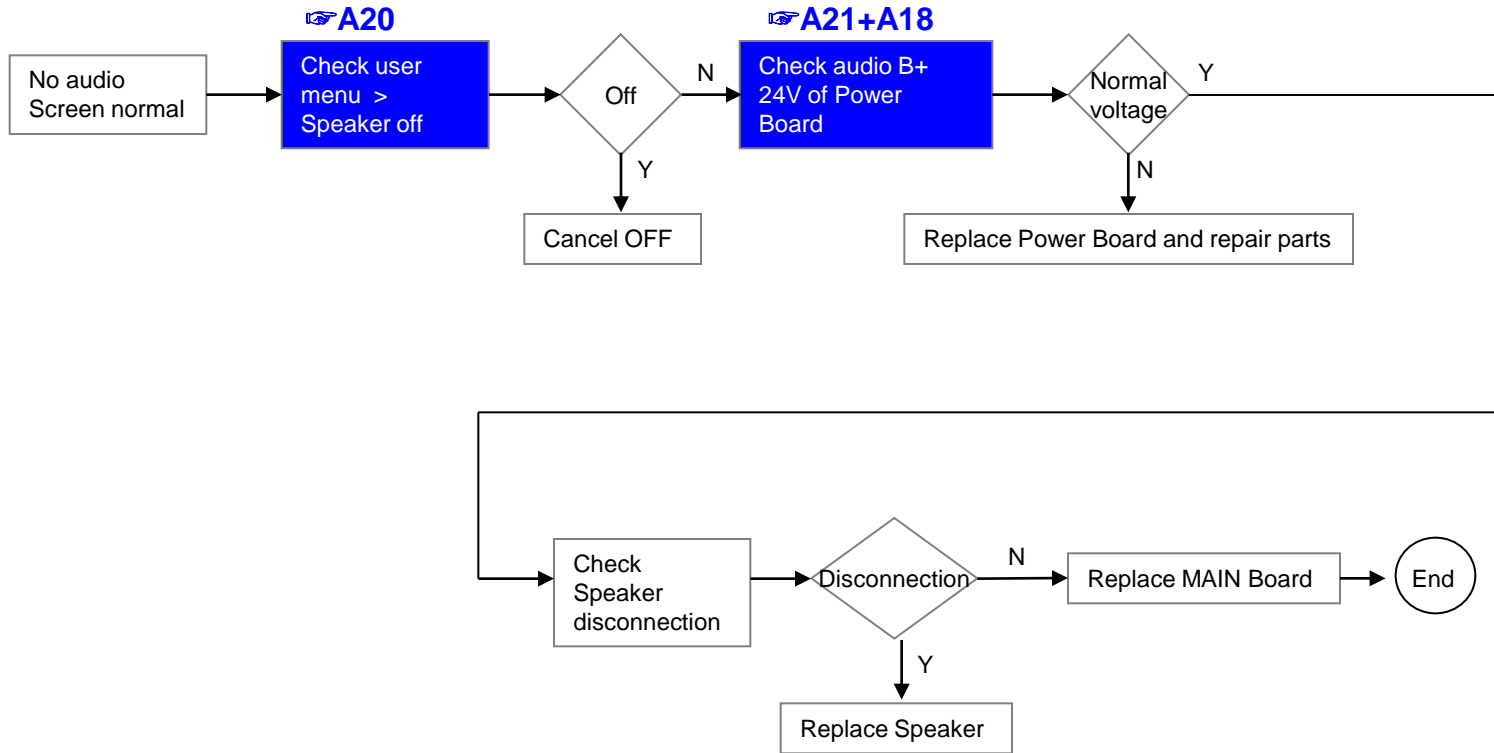 ☞A20
☞A21+A18
No audio
Screen normal
Check user
menu >
Speaker off
Off
N
Check audio B+
24V of Power
Board
Normal
voltage
Y
Y
N
Cancel OFF
Replace Power Board and repair parts
Check
Speaker
disconnection
Disconnection
N
Replace MAIN Board
End
Y
Replace Speaker